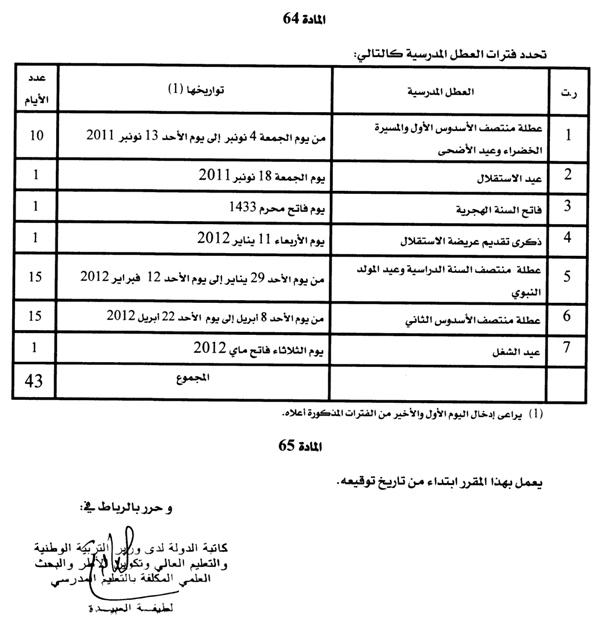 المادة 64
تحدد فترات العطل المدرسية كالتالي:
ر.ت العطل المدرسية تواريخها (1) عدد الأيام
1 عطلة منتصف الأسدوس الأول والمسيرة الخضراء وعيد الأضحى من يوم الجمعة 4 نونبر إلى يوم الأحد 13 نونبر 2011 10
2 عيد الاستقلال يوم الجمعة 18 نونبر 2011 1
3 فاتح السنة الهجرية يوم فاتح محرم 1433 1
4 ذكرى تقديم عريضة الاستقلال يوم الأربعاء 11 يناير 2012 1
5 عطلة منتصف السنة الدراسية وعيد المولد النبوي من يوم الأحد 29 يناير إلى يوم الأحد 12 فبراير 2012 15
6 عطلة منتصف الأسدوس الثاني من يوم الأحد 8 ابريل إلى يوم الأحد 22 ابريل 2012 15
7 عيد الشغل يوم الثلاثاء فاتح ماي 2012 1
المجموع 43
(1) يراعى إدخال اليوم الأول والأخير من الفترات المذكورة أعلاه.
المادة 65
يعمل بهذا المقرر ابتداء من تاريخ توقيعه.
و حرر بالرباط في:
كاتبة الدولة لدى وزير التربية الوطنية
والتعليم العالي وتكوين الأطر والبحث
العلمي المكلفة بالتعليم المدرسي
لطيفة العبيدة